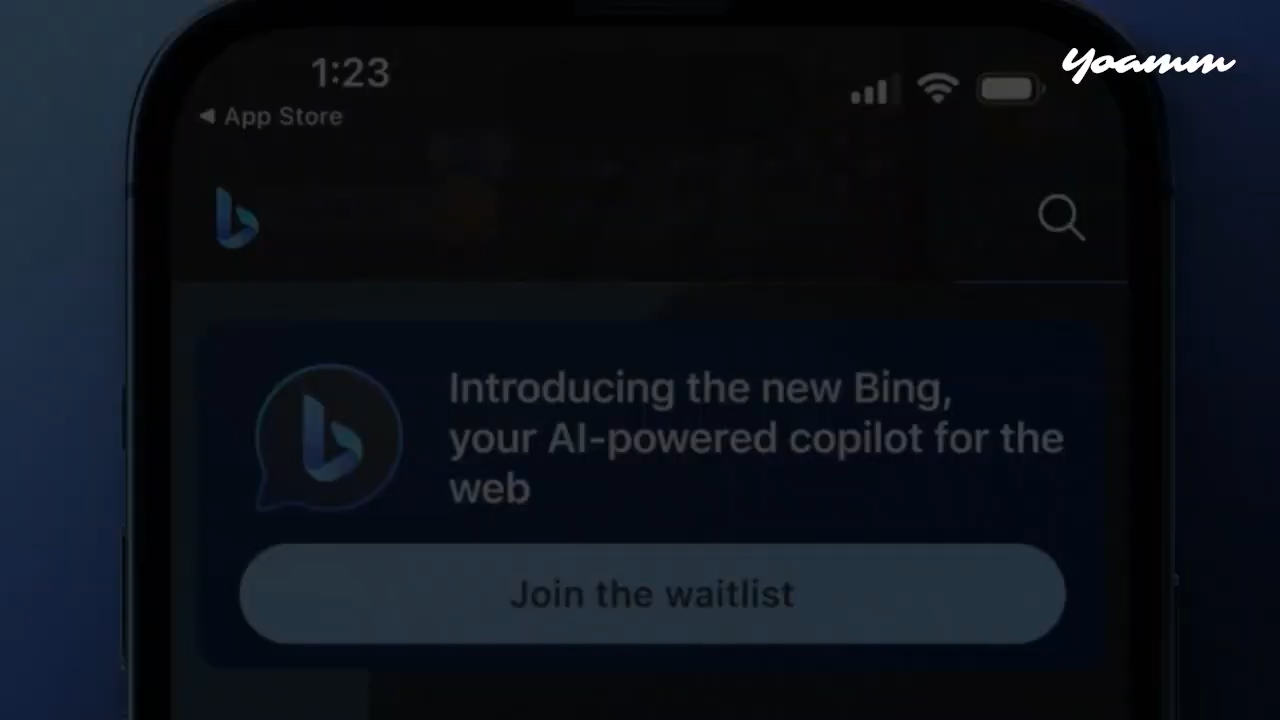 Yoamm
1:23
App Store
Introducing the new Bing,
your AI-powered copilot for the
web
Join the waitlist